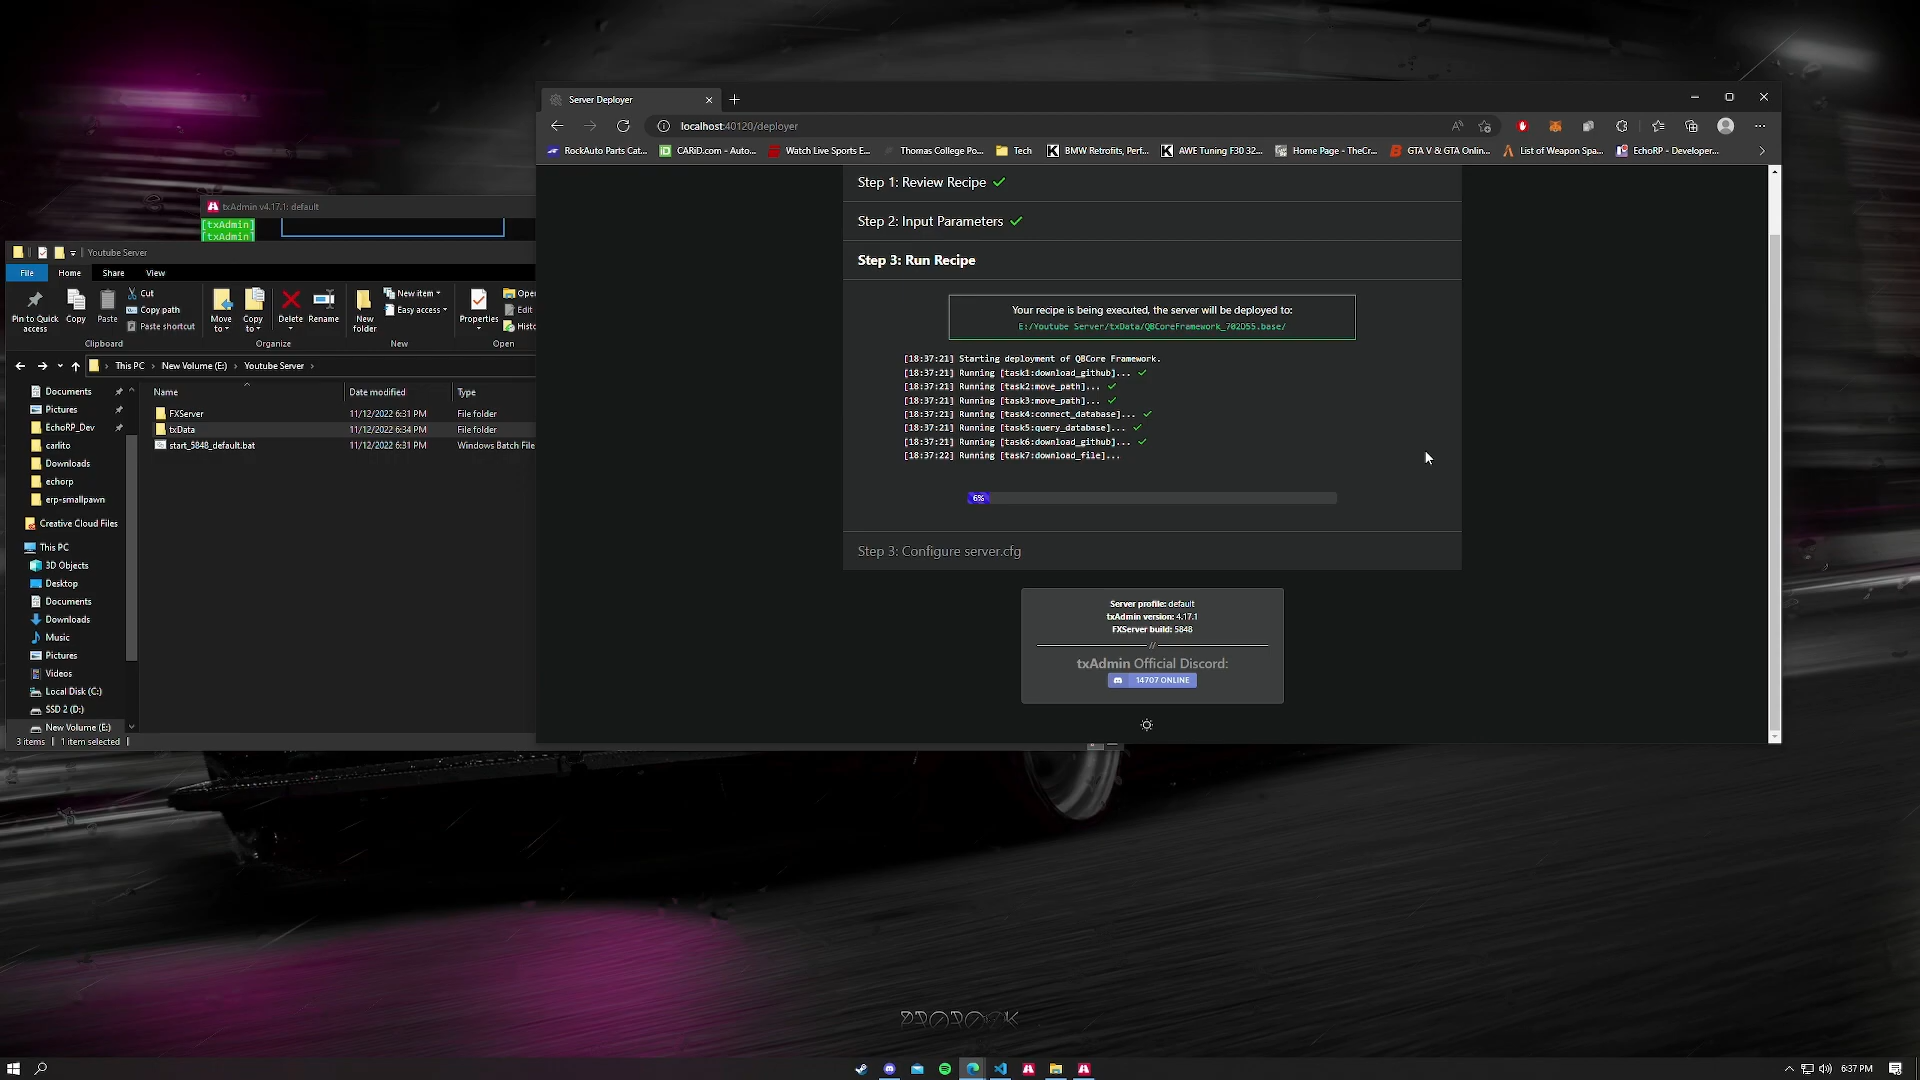 Server Deployer
localhost:40120/deployer
RockAuto Parts Cat...
CARiD.com - Auto...
Watch Live Sports E...
Thomas College Po...
Tech
BMW Retrofits, Perf...
AWE Tuning F30 32...
Home Page - TheCr...
GTA V & GTA Onlin...
List of Weapon Spa...
EchoRP - Developer...
Step 1: Review Recipe
Step 2: Input Parameters
Step 3: Run Recipe
Your recipe is being executed, the server will be deployed to:
E:/Youtube Server/txData/QBCoreFramework_702D55.base/
[18:37:21] Starting deployment of QBCore Framework.
[18:37:21] Running [task1:download_github]...
[18:37:21] Running [task2:move_path]...
[18:37:21] Running [task3:move_path]...
[18:37:21] Running [task4:connect_database]...
[18:37:21] Running [task5:query_database]...
[18:37:21] Running [task6:download_github]...
[18:37:22] Running [task7:download_file]...
6%
Step 3: Configure server.cfg
Server profile: default
txAdmin version: 4.17.1
FXServer build: 5848
//
txAdmin Official Discord:
14707 ONLINE
txAdmin v4.17.1: default
[txAdmin]
[txAdmin]
Youtube Server
File Home Share View
Pin to Quick access
Copy
Paste
Cut
Copy path
Paste shortcut
Clipboard
Move to
Copy to
Delete
Rename
Organize
New folder
New item
Easy access
New
Properties
Open
Edit
Histo
Open
This PC > New Volume (E:) > Youtube Server >
Name Date modified Type
FXServer 11/12/2022 6:31 PM File folder
txData 11/12/2022 6:34 PM File folder
start_5848_default.bat 11/12/2022 6:31 PM Windows Batch File
Documents
Pictures
EchoRP_Dev
carlito
Downloads
echorp
erp-smallpawn
Creative Cloud Files
This PC
3D Objects
Desktop
Documents
Downloads
Music
Pictures
Videos
Local Disk (C:)
SSD 2 (D:)
New Volume (E:)
3 items 1 item selected
6:37 PM